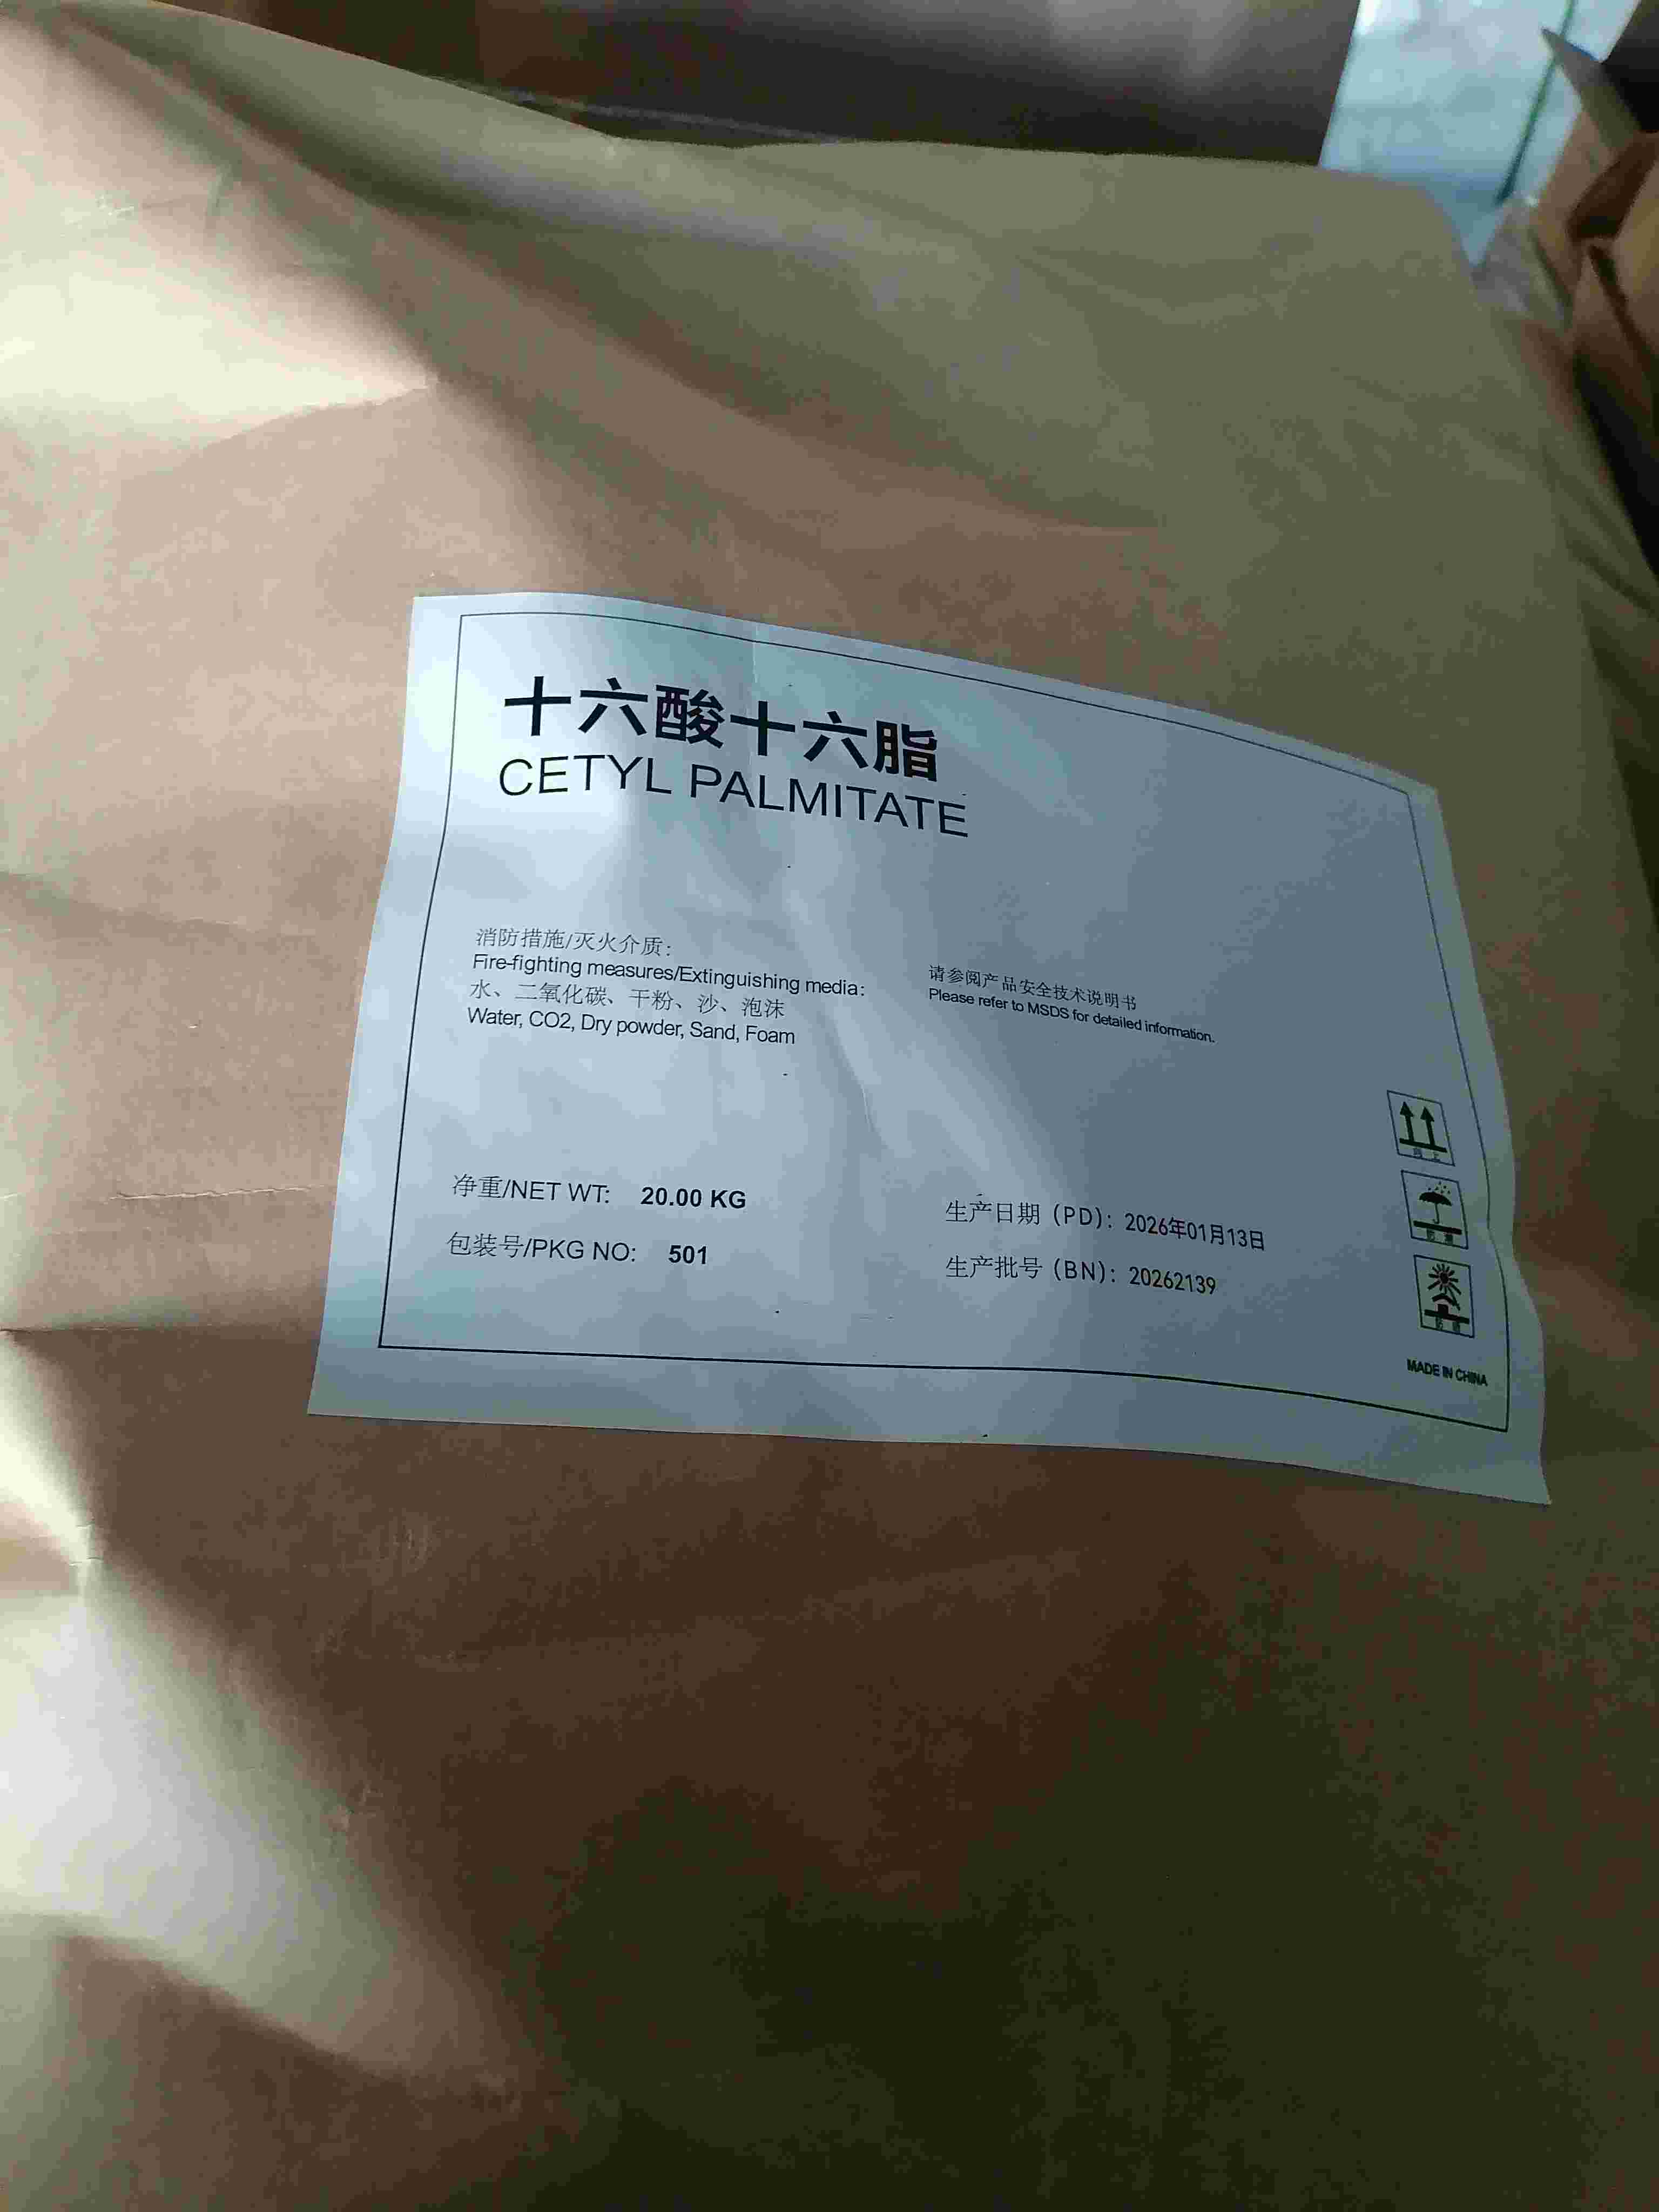 十六酸十六脂
CETYL PALMITATE
消防措施/灭火介质：
Fire-fighting measures/Extinguishing media:
水、二氧化碳、干粉、沙、泡沫
Water, CO2, Dry powder, Sand, Foam
请参阅产品安全技术说明书
Please refer to MSDS for detailed information.
净重/NET WT: 20.00 KG
包装号/PKG NO: 501
生产日期（PD）：2026年01月13日
生产批号（BN）：20262139
向上
MADE IN CHINA